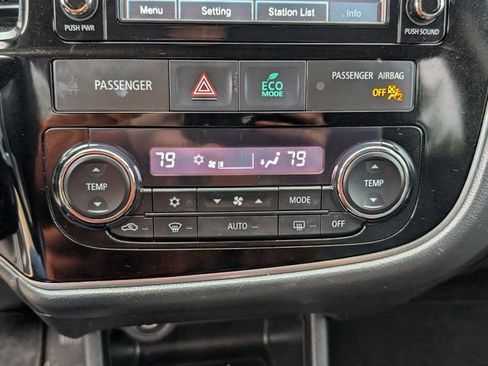 Menu Setting Station List Info
PUSH PWR PUSH SOUND
PASSENGER ECO MODE PASSENGER AIRBAG
OFF 2
79 79
TEMP TEMP
MODE
AUTO OFF